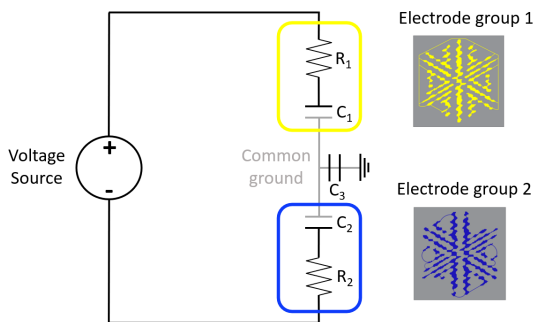 Electrode group 1
R1
C1
Voltage
Source
+
-
Common
ground
C3
Electrode group 2
C2
R2